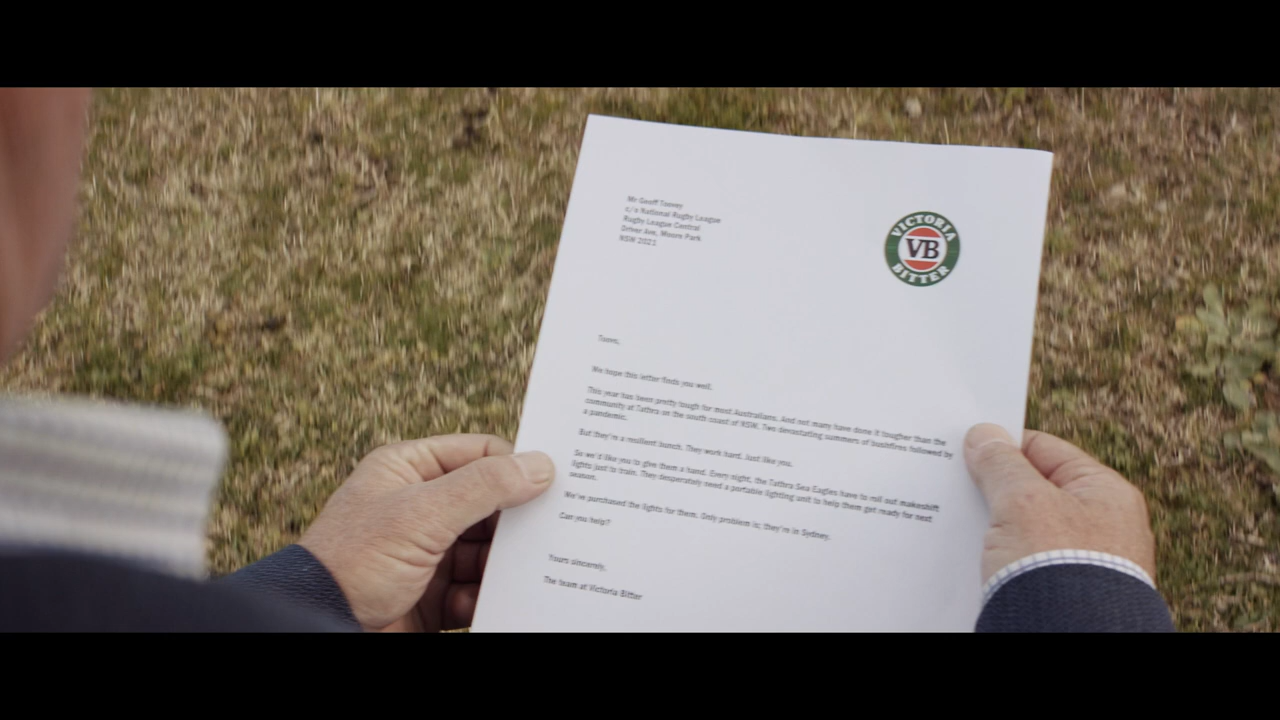 Mr Geoff Toovey
c/o National Rugby League
Rugby League Central
Driver Ave, Moore Park
NSW 2021
VICTORIA
VB
BITTER
Toovs,
We hope this letter finds you well.
This year has been pretty tough for most Australians. And not many have done it tougher than the
community at Tathra on the south coast of NSW. Two devastating summers of bushfires followed by
a pandemic.
But they're a resilient bunch. They work hard. Just like you.
So we'd like you to give them a hand. Every night, the Tathra Sea Eagles have to roll out makeshift
lights just to train. They desperately need a portable lighting unit to help them get ready for next
season.
We've purchased the lights for them. Only problem is; they're in Sydney.
Can you help?
Yours sincerely,
The team at Victoria Bitter